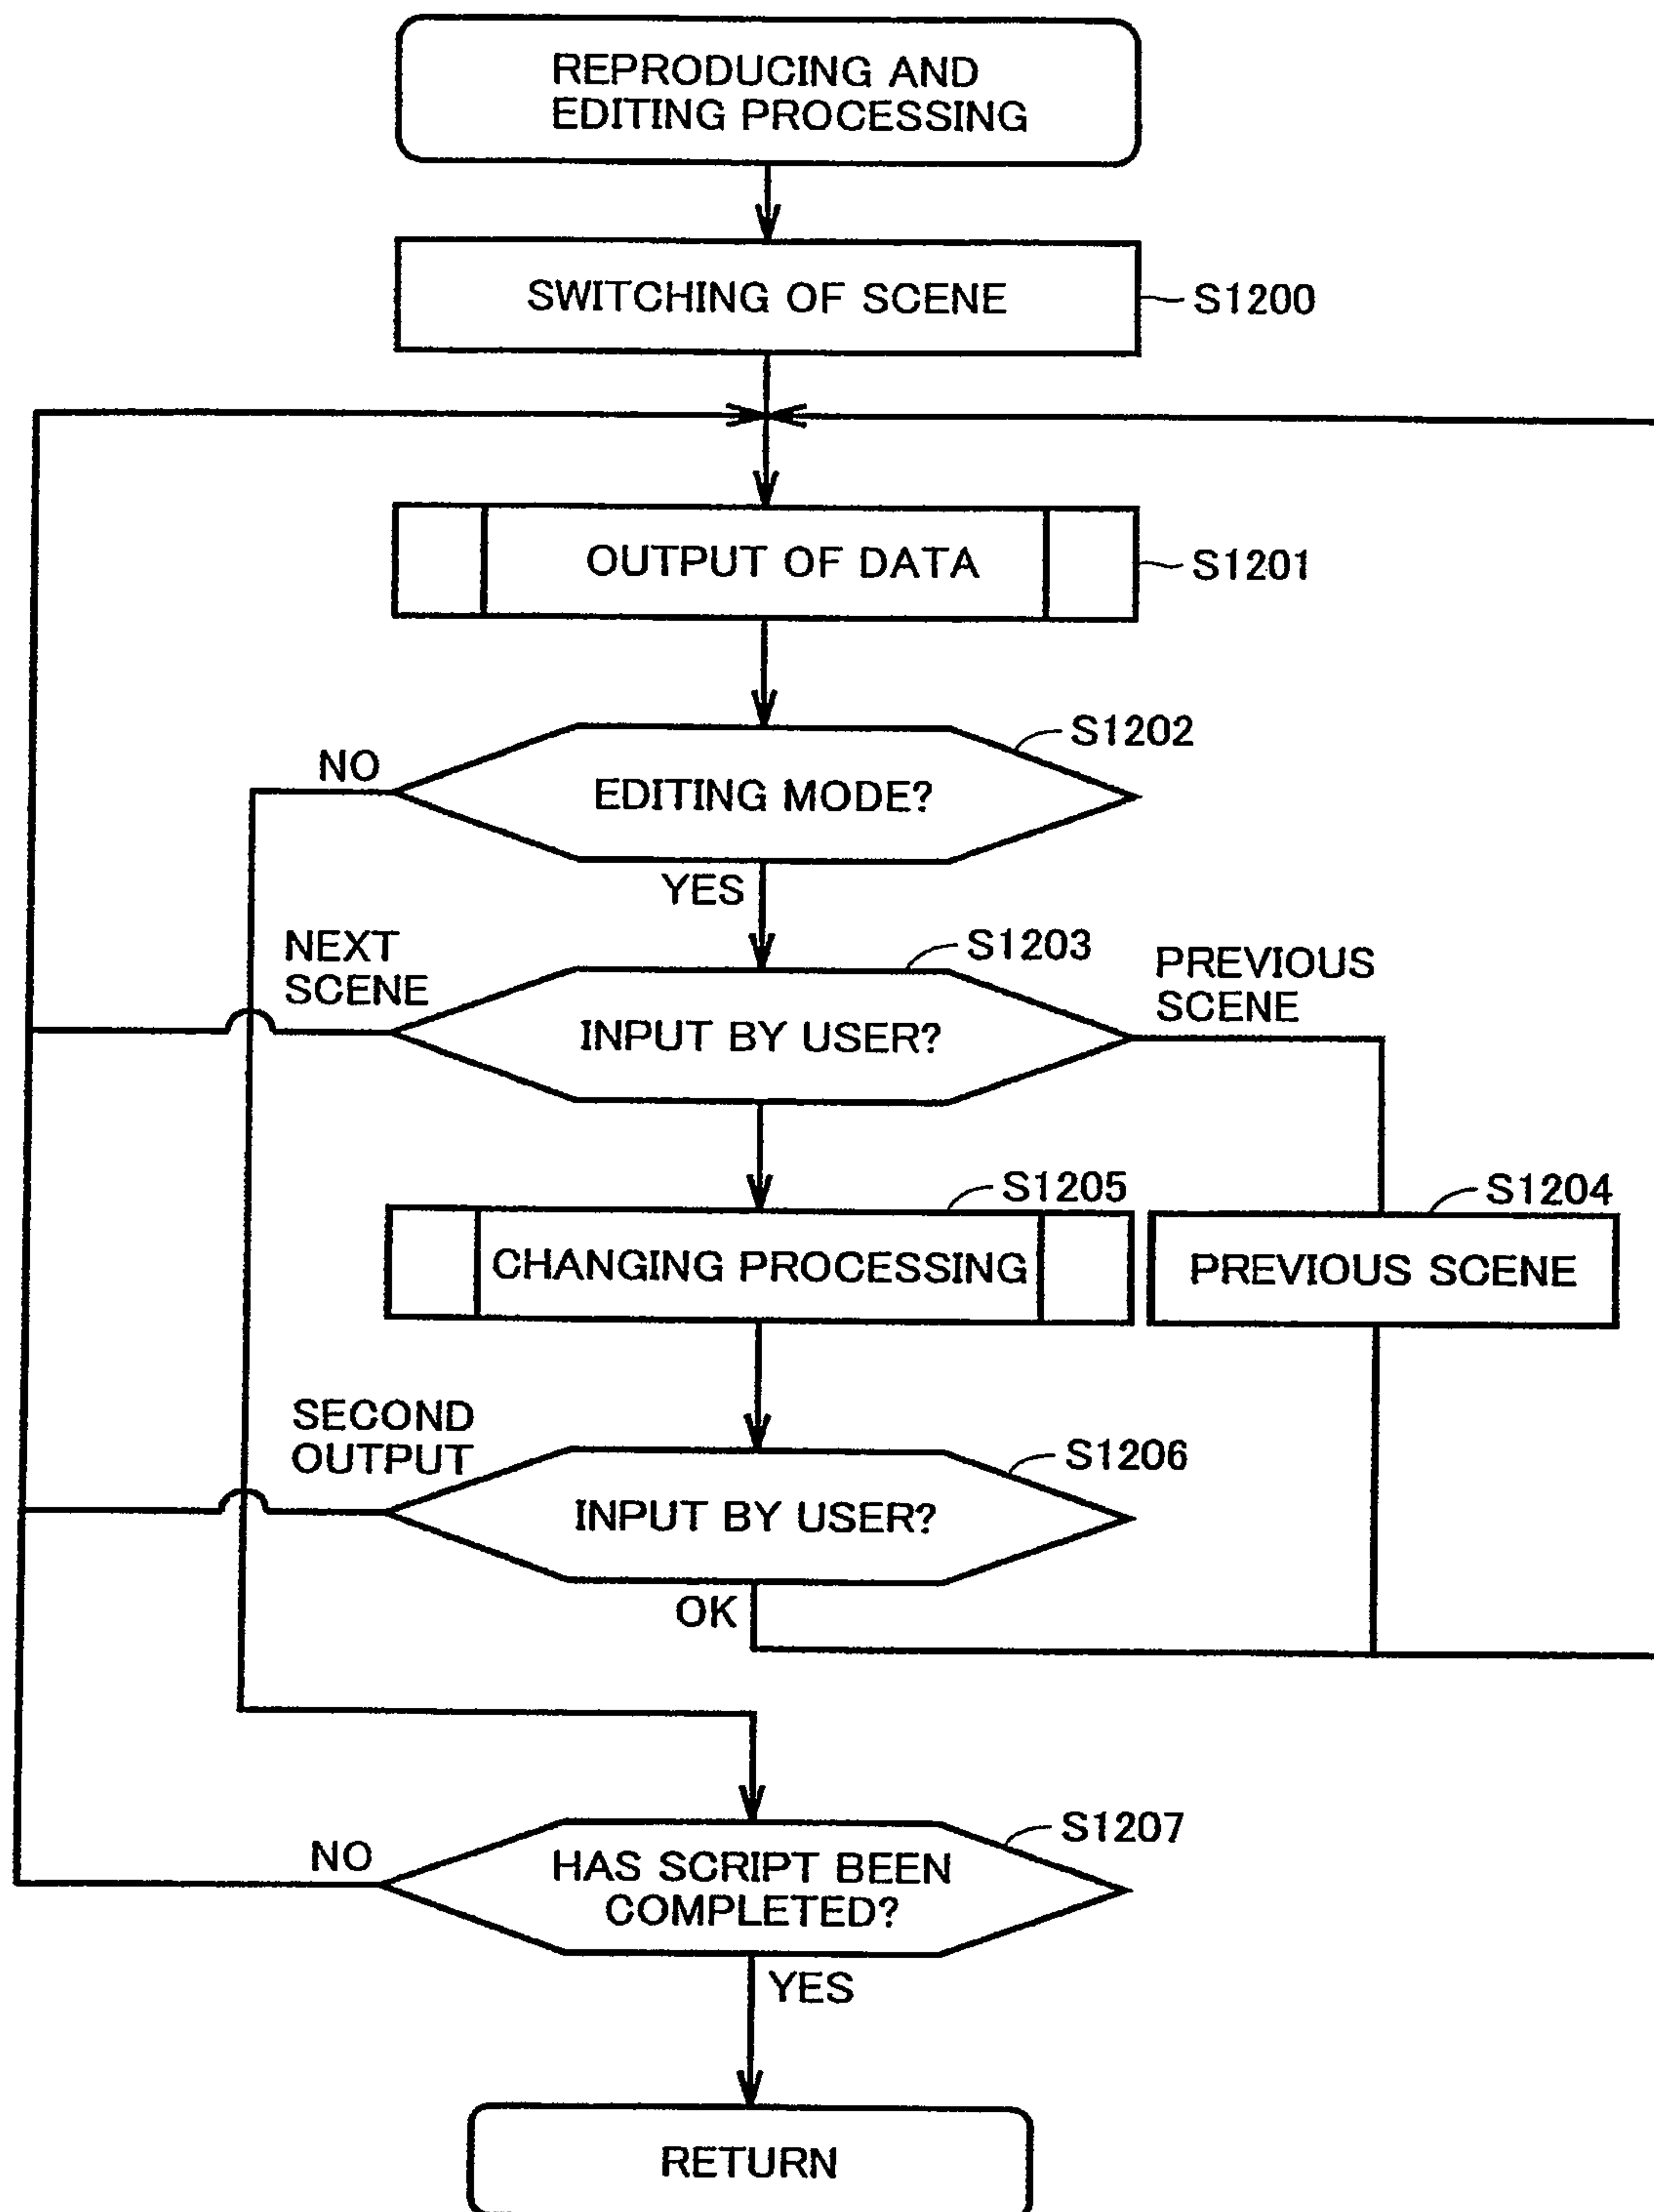 REPRODUCING AND
EDITING PROCESSING
SWITCHING OF SCENE
S1200
OUTPUT OF DATA
S1201
S1202
NO
EDITING MODE?
YES
NEXT
SCENE
S1203
PREVIOUS
SCENE
INPUT BY USER?
S1205
S1204
CHANGING PROCESSING
PREVIOUS SCENE
SECOND
OUTPUT
S1206
INPUT BY USER?
OK
S1207
NO
HAS SCRIPT BEEN
COMPLETED?
YES
RETURN